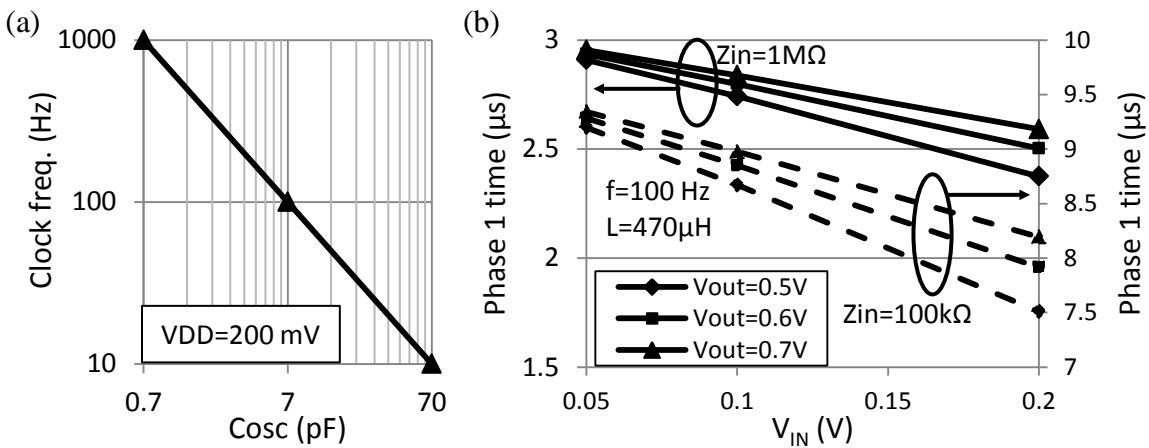 (a)
1000
100
10
Clock freq. (Hz)
VDD=200 mV
0.7
7
70
Cosc (pF)
(b)
3
2.5
2
1.5
Phase 1 time (µs)
Zin=1MΩ
f=100 Hz
L=470µH
Vout=0.5V
Vout=0.6V
Vout=0.7V
Zin=100kΩ
10
9.5
9
8.5
8
7.5
7
Phase 1 time (µs)
0.05
0.1
0.15
0.2
V_IN (V)